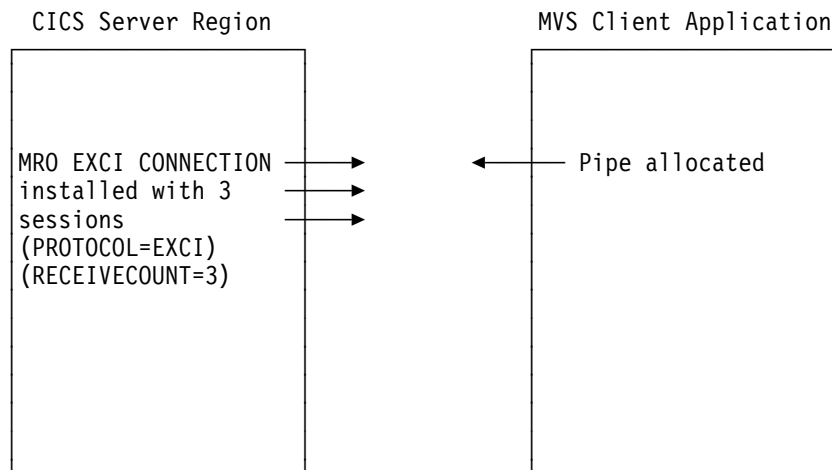 CICS Server Region
MVS Client Application
MRO EXCI CONNECTION
installed with 3
sessions
(PROTOCOL=EXCI)
(RECEIVECOUNT=3)
Pipe allocated